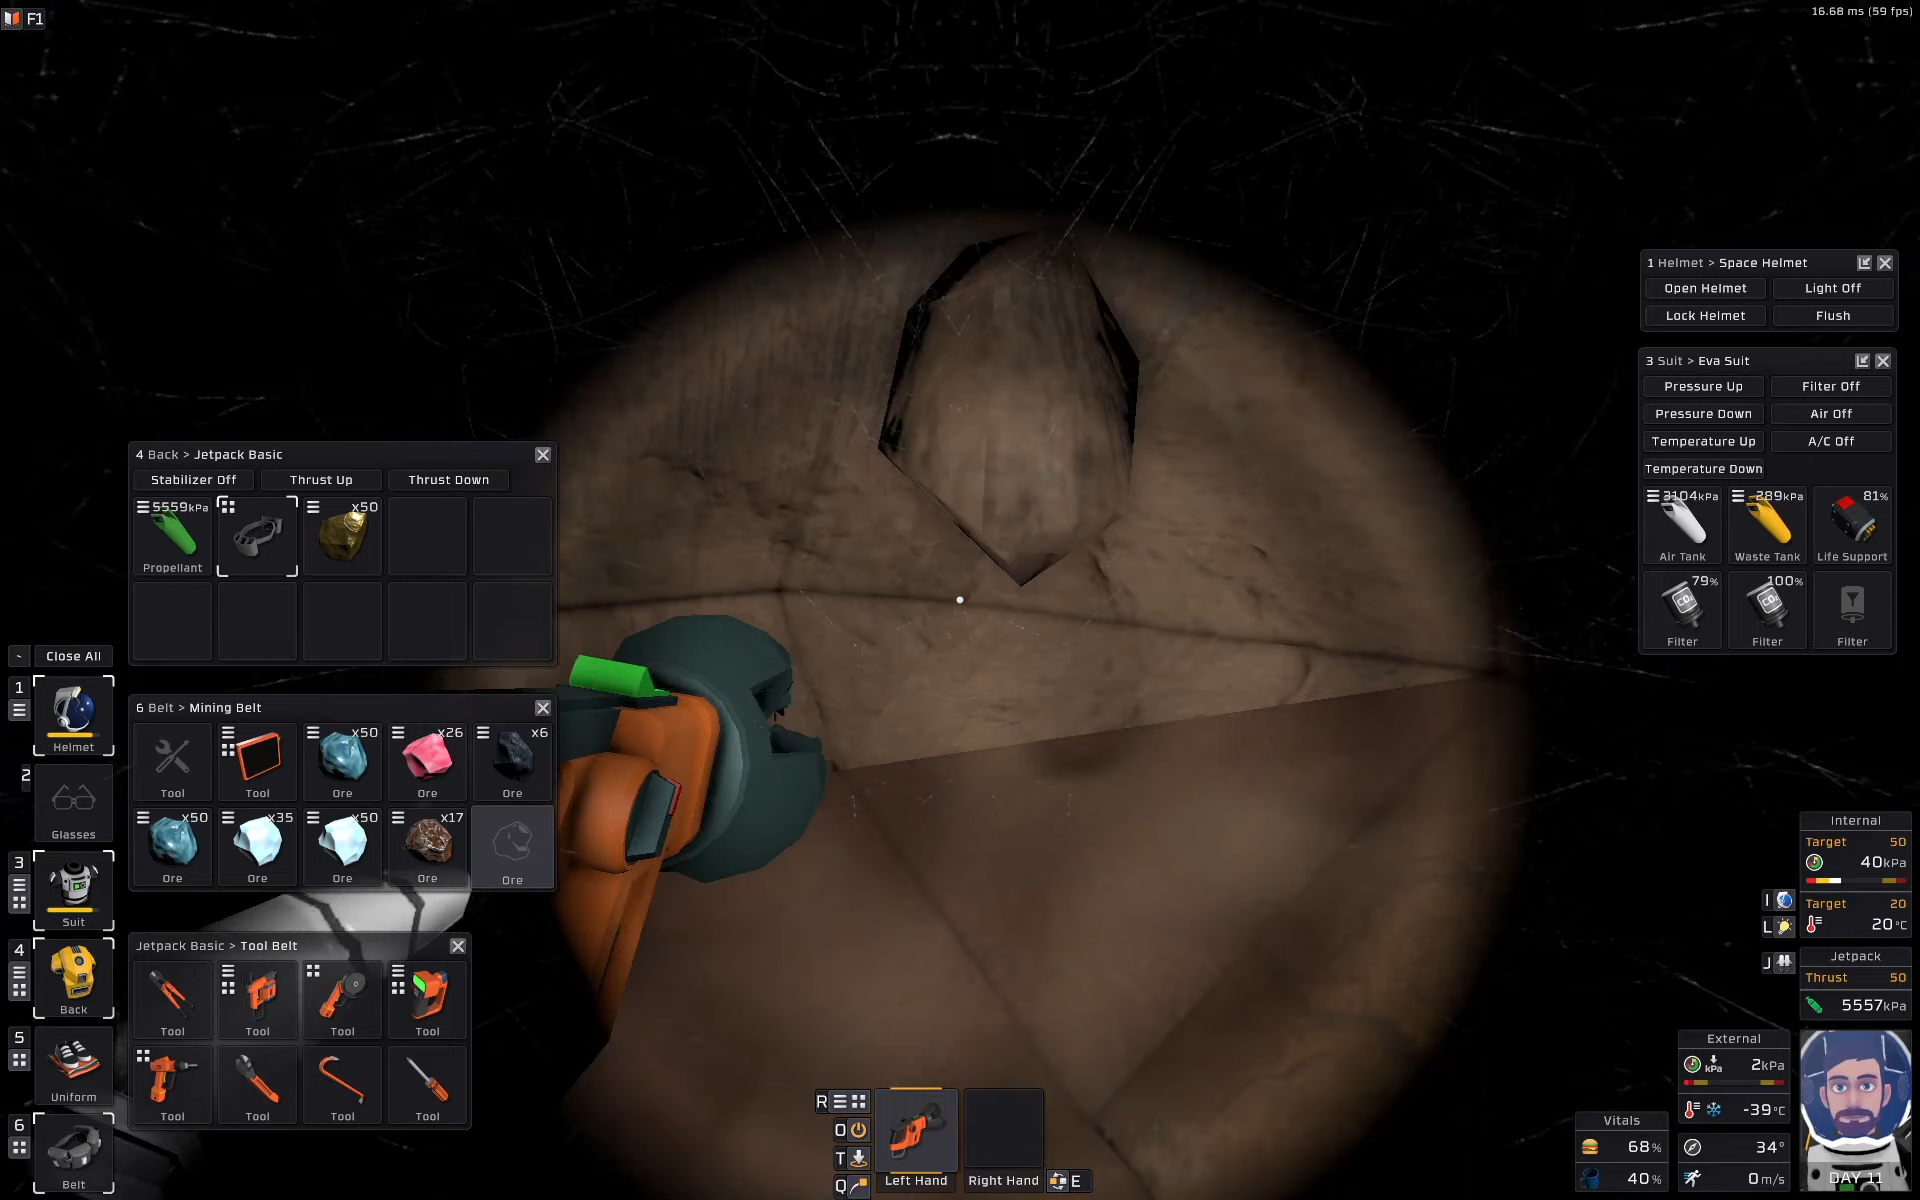 F1
16.68 ms (59 fps)
1 Helmet > Space Helmet
Open Helmet Light Off
Lock Helmet Flush
3 Suit > Eva Suit
Pressure Up Filter Off
Pressure Down Air Off
Temperature Up A/C Off
Temperature Down
3104kPa 289kPa 81%
Air Tank Waste Tank Life Support
79% 100%
CO₂ CO₂
Filter Filter Filter
4 Back > Jetpack Basic
Stabilizer Off Thrust Up Thrust Down
5559kPa x50
Propellant
6 Belt > Mining Belt
x50 x26 x6
Tool Tool Ore Ore Ore
x50 x35 x50 x17
Ore Ore Ore Ore Ore
Jetpack Basic > Tool Belt
Tool Tool Tool Tool
Tool Tool Tool Tool
~ Close All
1
Helmet
2
Glasses
3
Suit
4
Back
5
Uniform
6
Belt
R
O
T
Q
Left Hand Right Hand E
Internal
Target 50
40kPa
Target 20
20°C
I
L
J
Jetpack
Thrust 50
5557kPa
External
kPa 2kPa
-39°C
34°
0m/s
Vitals
68%
40%
DAY 11